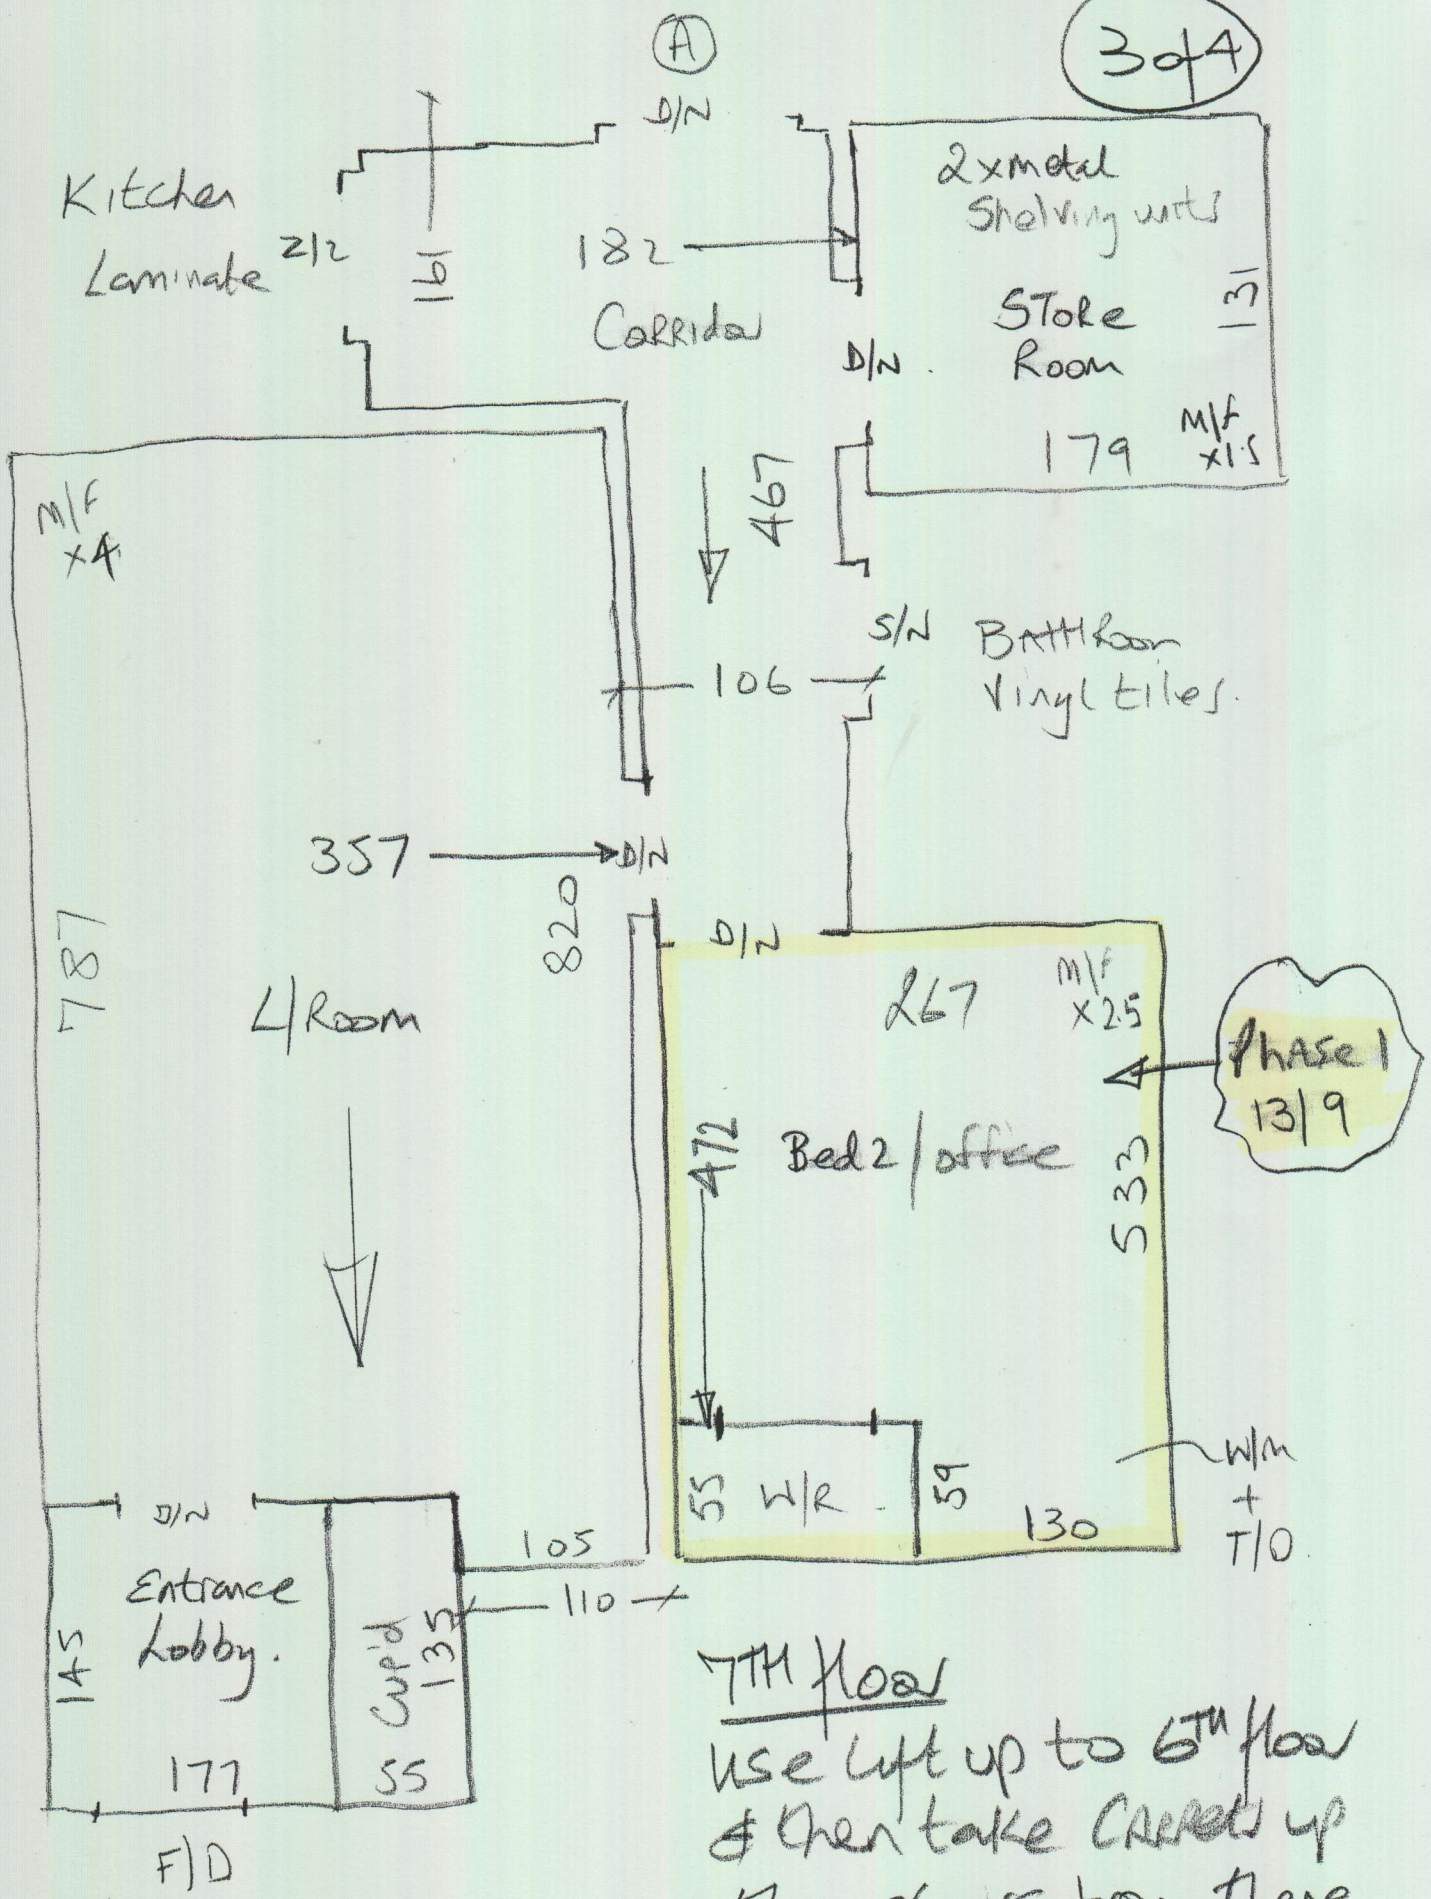 A
3 of 4
D/N
2 x metal
Shelving units
Kitchen
Laminate
212
161
182
Corridor
Store
Room
131
D/N
179
M/F
x1.5
M/F
x4
467
S/N
Bathroom
Vinyl tiles.
106
357
D/N
820
787
L/Room
D/N
267
M/F
x2.5
Phase 1
13/9
472
Bed 2 / office
533
W/M
+
T/O
55
W/R
59
130
D/N
105
110
Entrance
Lobby.
145
177
Cup'd
135
55
F/D
7TH floor
use lift up to 6TH floor
& then take Carpets up